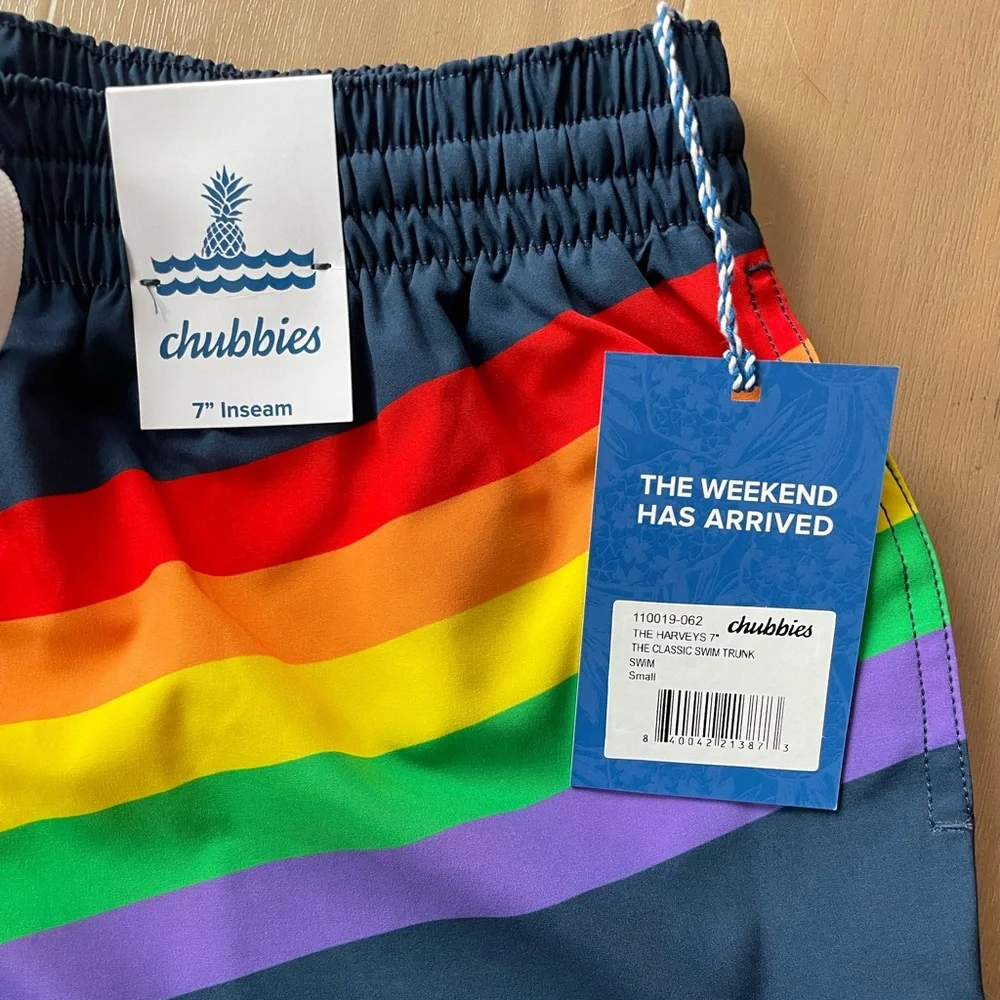 chubbies
7” Inseam
THE WEEKEND
HAS ARRIVED
110019-062 chubbies
THE HARVEYS 7"
THE CLASSIC SWIM TRUNK
SWIM
Small
8 40042 21387 3